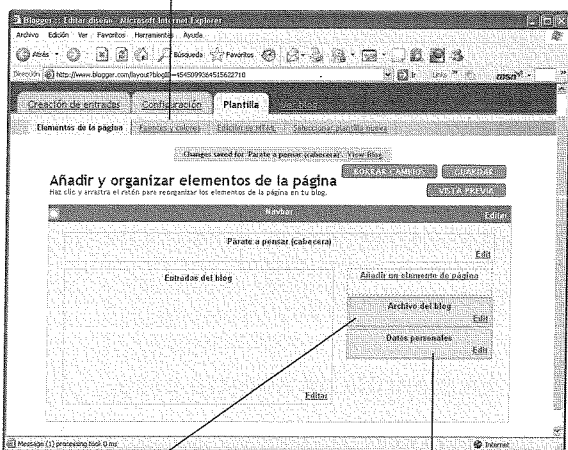 Blogger :: Editar diseño - Microsoft Internet Explorer
Archivo Edición Ver Favoritos Herramientas Ayuda
Atrás Búsqueda Favoritos
Dirección http://www.blogger.com/layout?blogID=4545099364515622710 Ir msn
Creación de entradas Configuración Plantilla
Elementos de la página Fuentes y colores Edición de HTML Seleccionar plantilla nueva
Changes saved for 'Párate a pensar (cabecera)'. View Blog
BORRAR CAMBIOS GUARDAR
Añadir y organizar elementos de la página
Haz clic y arrastra el ratón para reorganizar los elementos de la página en tu blog.
VISTA PREVIA
Navbar Editar
Párate a pensar (cabecera)
Edit
Entradas del blog
Añadir un elemento de página
Archivo del blog
Edit
Datos personales
Edit
Editar
Message (1) processing took 0 ms Internet